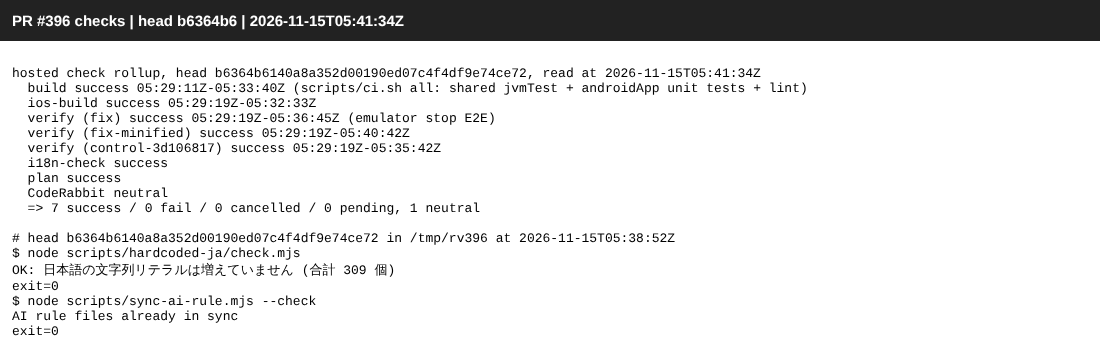 PR #396 checks | head b6364b6 | 2026-11-15T05:41:34Z
hosted check rollup, head b6364b6140a8a352d00190ed07c4f4df9e74ce72, read at 2026-11-15T05:41:34Z
build success 05:29:11Z-05:33:40Z (scripts/ci.sh all: shared jvmTest + androidApp unit tests + lint)
ios-build success 05:29:19Z-05:32:33Z
verify (fix) success 05:29:19Z-05:36:45Z (emulator stop E2E)
verify (fix-minified) success 05:29:19Z-05:40:42Z
verify (control-3d106817) success 05:29:19Z-05:35:42Z
i18n-check success
plan success
CodeRabbit neutral
=> 7 success / 0 fail / 0 cancelled / 0 pending, 1 neutral
# head b6364b6140a8a352d00190ed07c4f4df9e74ce72 in /tmp/rv396 at 2026-11-15T05:38:52Z
$ node scripts/hardcoded-ja/check.mjs
OK: 日本語の文字列リテラルは増えていません (合計 309 個)
exit=0
$ node scripts/sync-ai-rule.mjs --check
AI rule files already in sync
exit=0